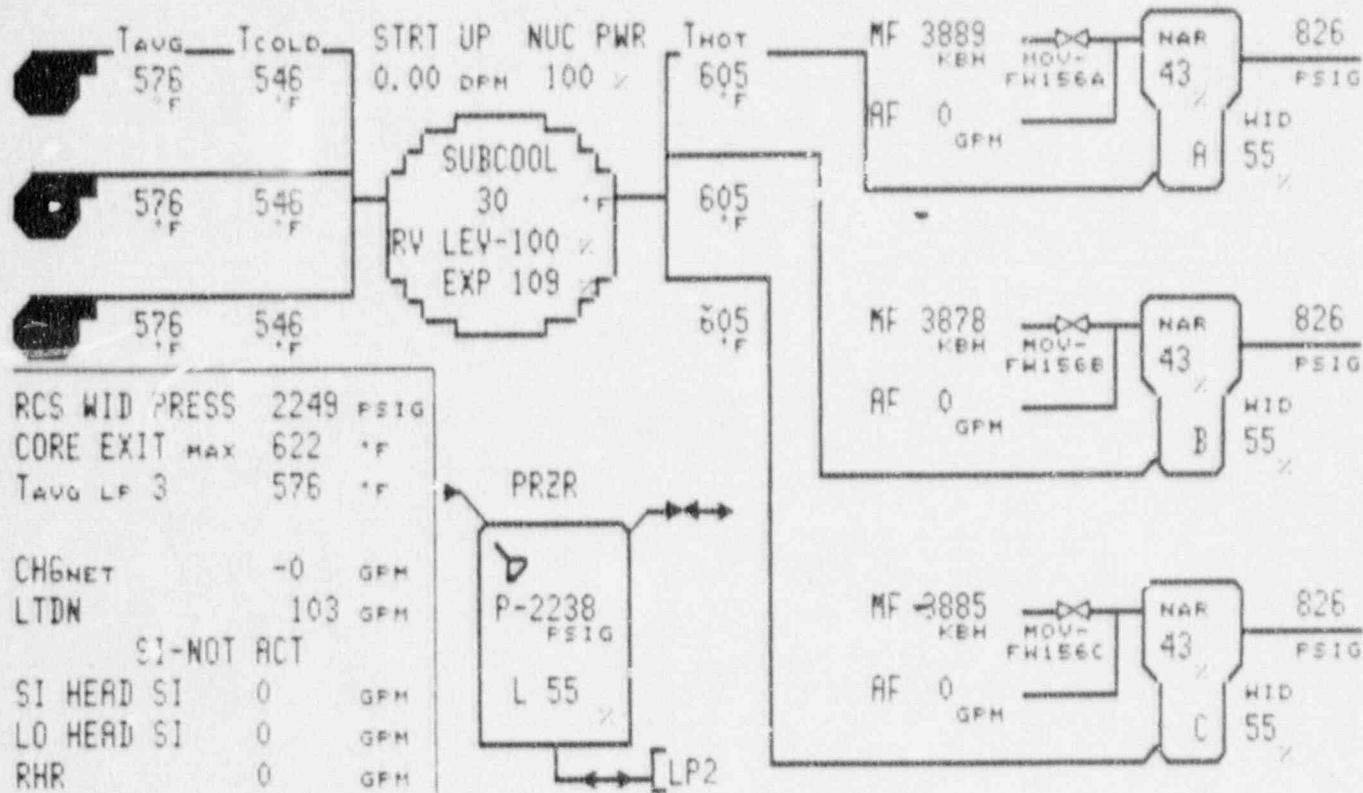 TAVG TCOLD STRT UP NUC PWR THOT MF 3889 KBH NAR 826
576 °F 546 °F 0.00 DPM 100 % 605 °F MOV-FW156A 43 % PSIG
AF 0 GPM WID
SUBCOOL A 55 %
576 °F 546 °F 30 °F 605 °F
RV LEV-100 %
EXP 109 %
576 °F 546 °F 605 °F MF 3878 KBH NAR 826
MOV-FW156B 43 % PSIG
RCS WID PRESS 2249 PSIG AF 0 GPM WID
CORE EXIT MAX 622 °F B 55 %
TAVG LP 3 576 °F PRZR
CHGNET -0 GPM MF 3885 KBH NAR 826
LTDN 103 GPM P-2238 PSIG MOV-FW156C 43 % PSIG
SI-NOT ACT
SI HEAD SI 0 GPM L 55 % AF 0 GPM WID
LO HEAD SI 0 GPM C 55 %
RHR 0 GPM LP2